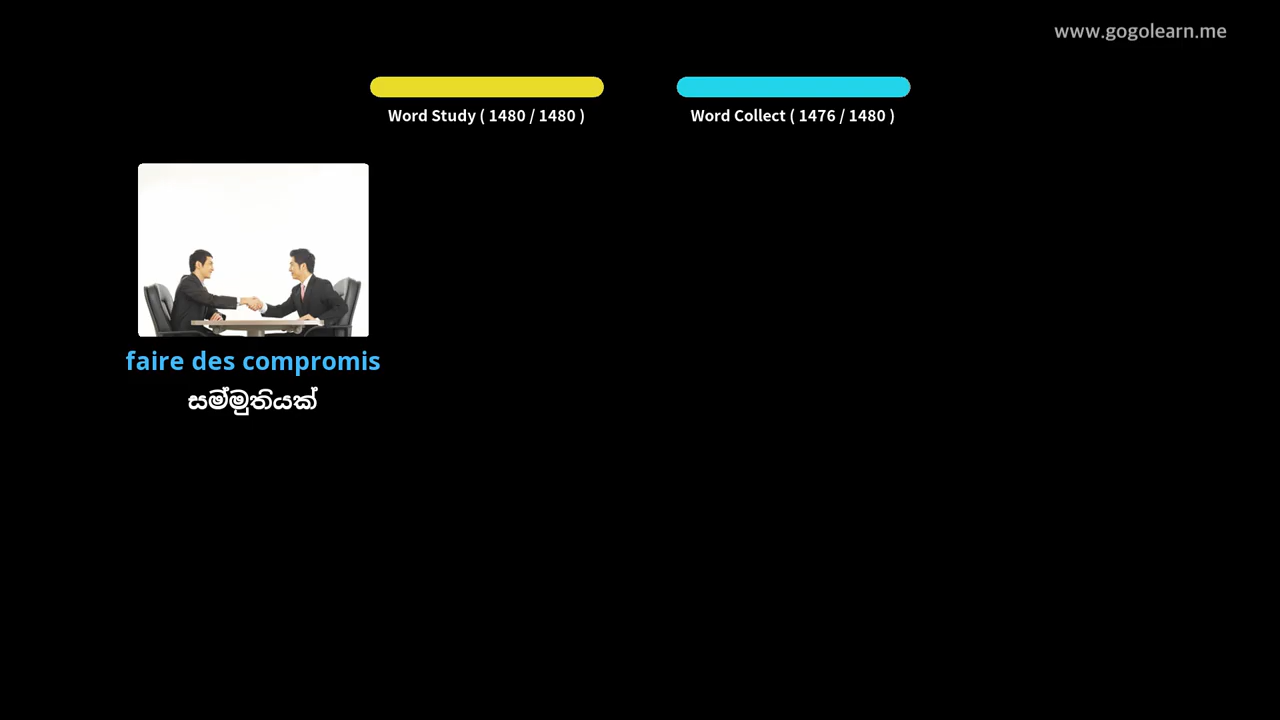 www.gogolearn.me
Word Study ( 1480 / 1480 )
Word Collect ( 1476 / 1480 )
faire des compromis
සම්මුතියක්